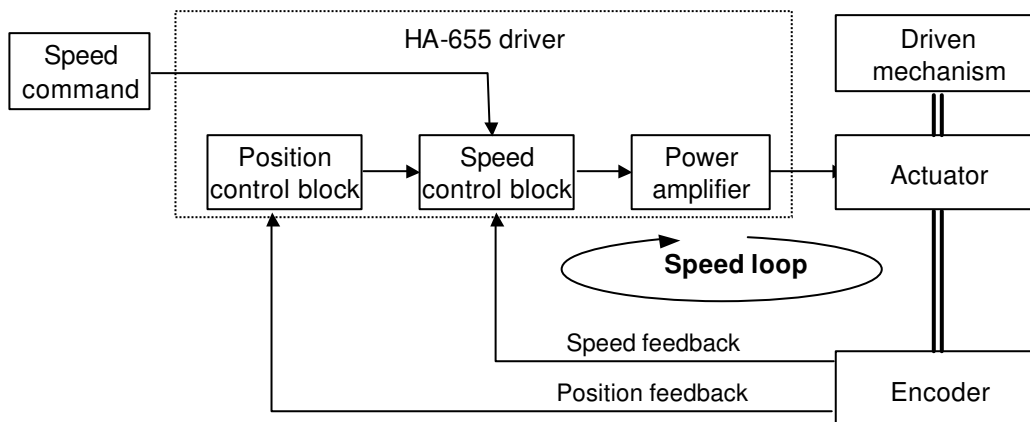 HA-655 driver
Speed
command
Driven
mechanism
Position
control block
Speed
control block
Power
amplifier
Actuator
Speed loop
Speed feedback
Position feedback
Encoder